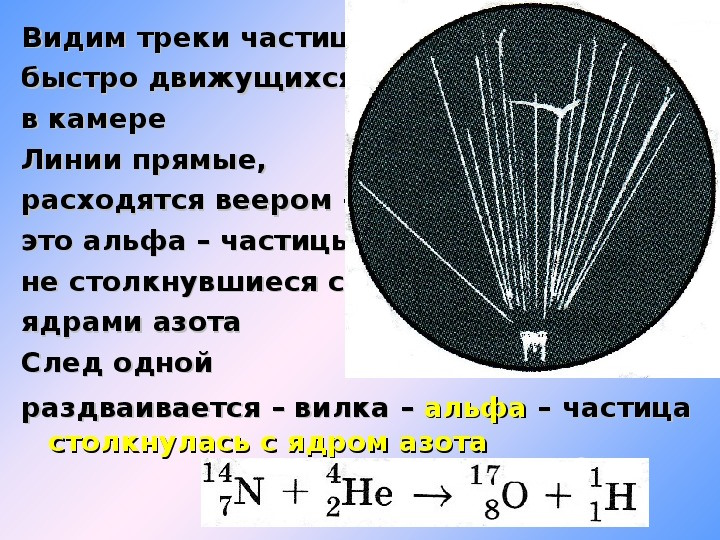 Видим треки частиц
быстро движущихся
в камере
Линии прямые,
расходятся веером -
это альфа – частицы
не столкнувшиеся с
ядрами азота
След одной
раздваивается – вилка – альфа – частица
столкнулась с ядром азота
¹⁴₇N + ⁴₂He → ¹⁷₈O + ¹₁H